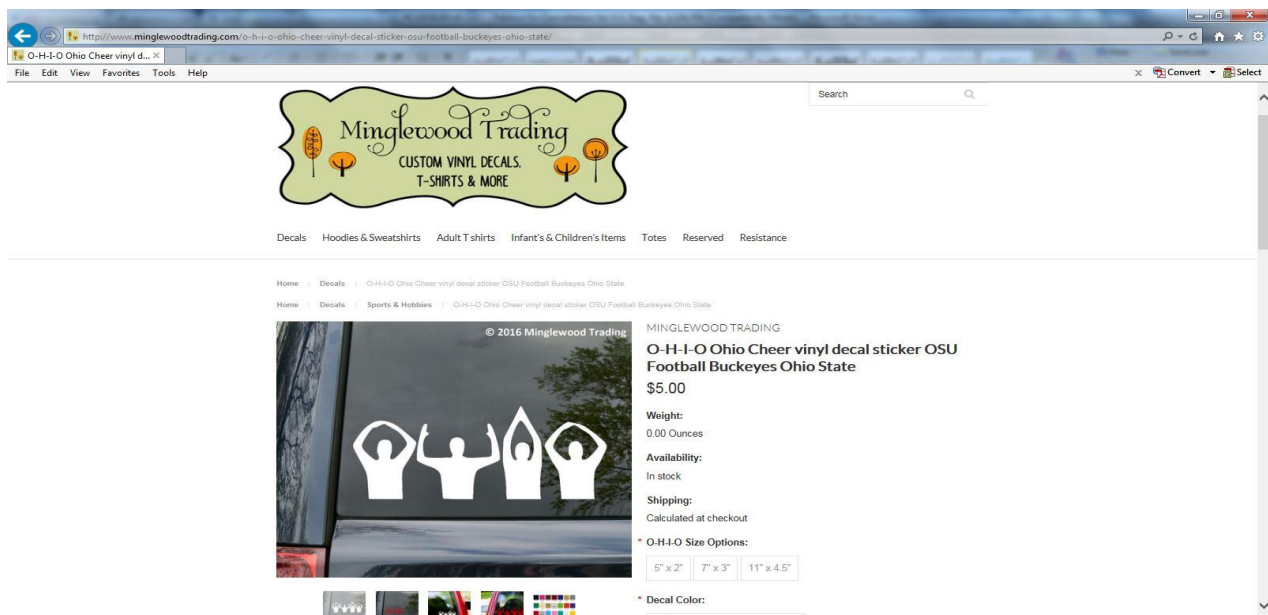 http://www.minglewoodtrading.com/o-h-i-o-ohio-cheer-vinyl-decal-sticker-osu-football-buckeyes-ohio-state/
O-H-I-O Ohio Cheer vinyl d...
File Edit View Favorites Tools Help
Convert Select
Search
Minglewood Trading
CUSTOM VINYL DECALS,
T-SHIRTS & MORE
Decals Hoodies & Sweatshirts Adult T shirts Infant's & Children's Items Totes Reserved Resistance
Home : Decals : O-H-I-O Ohio Cheer vinyl decal sticker OSU Football Buckeyes Ohio State
Home : Decals : Sports & Hobbies : O-H-I-O Ohio Cheer vinyl decal sticker OSU Football Buckeyes Ohio State
© 2016 Minglewood Trading
MINGLEWOOD TRADING
O-H-I-O Ohio Cheer vinyl decal sticker OSU
Football Buckeyes Ohio State
$5.00
Weight:
0.00 Ounces
Availability:
In stock
Shipping:
Calculated at checkout
* O-H-I-O Size Options:
5" x 2" 7" x 3" 11" x 4.5"
* Decal Color: